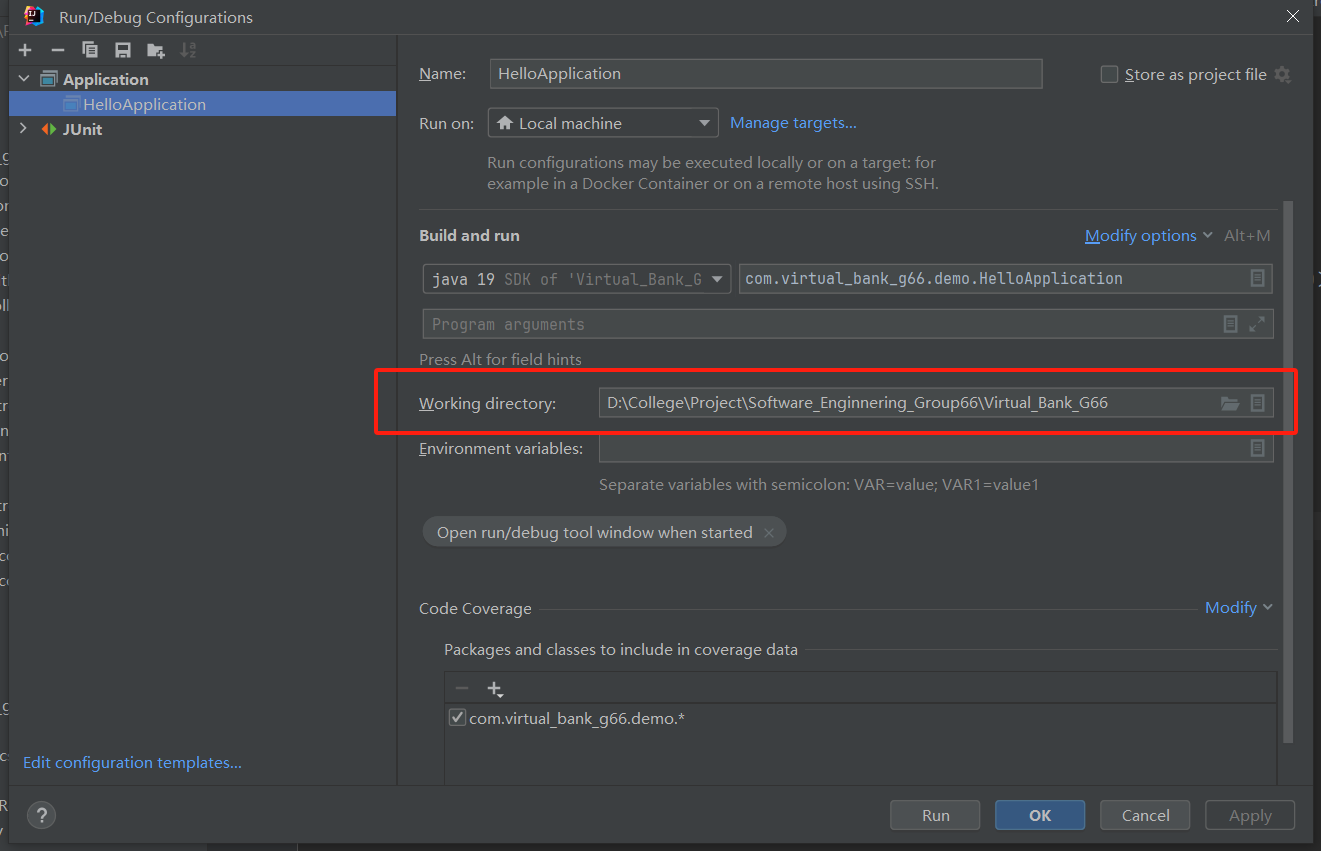 Run/Debug Configurations
Application
HelloApplication
JUnit
Edit configuration templates...
Name: HelloApplication
Store as project file
Run on: Local machine Manage targets...
Run configurations may be executed locally or on a target: for
example in a Docker Container or on a remote host using SSH.
Build and run
Modify options Alt+M
java 19 SDK of 'Virtual_Bank_G com.virtual_bank_g66.demo.HelloApplication
Program arguments
Press Alt for field hints
Working directory: D:\College\Project\Software_Enginnering_Group66\Virtual_Bank_G66
Environment variables:
Separate variables with semicolon: VAR=value; VAR1=value1
Open run/debug tool window when started
Code Coverage Modify
Packages and classes to include in coverage data
com.virtual_bank_g66.demo.*
? Run OK Cancel Apply